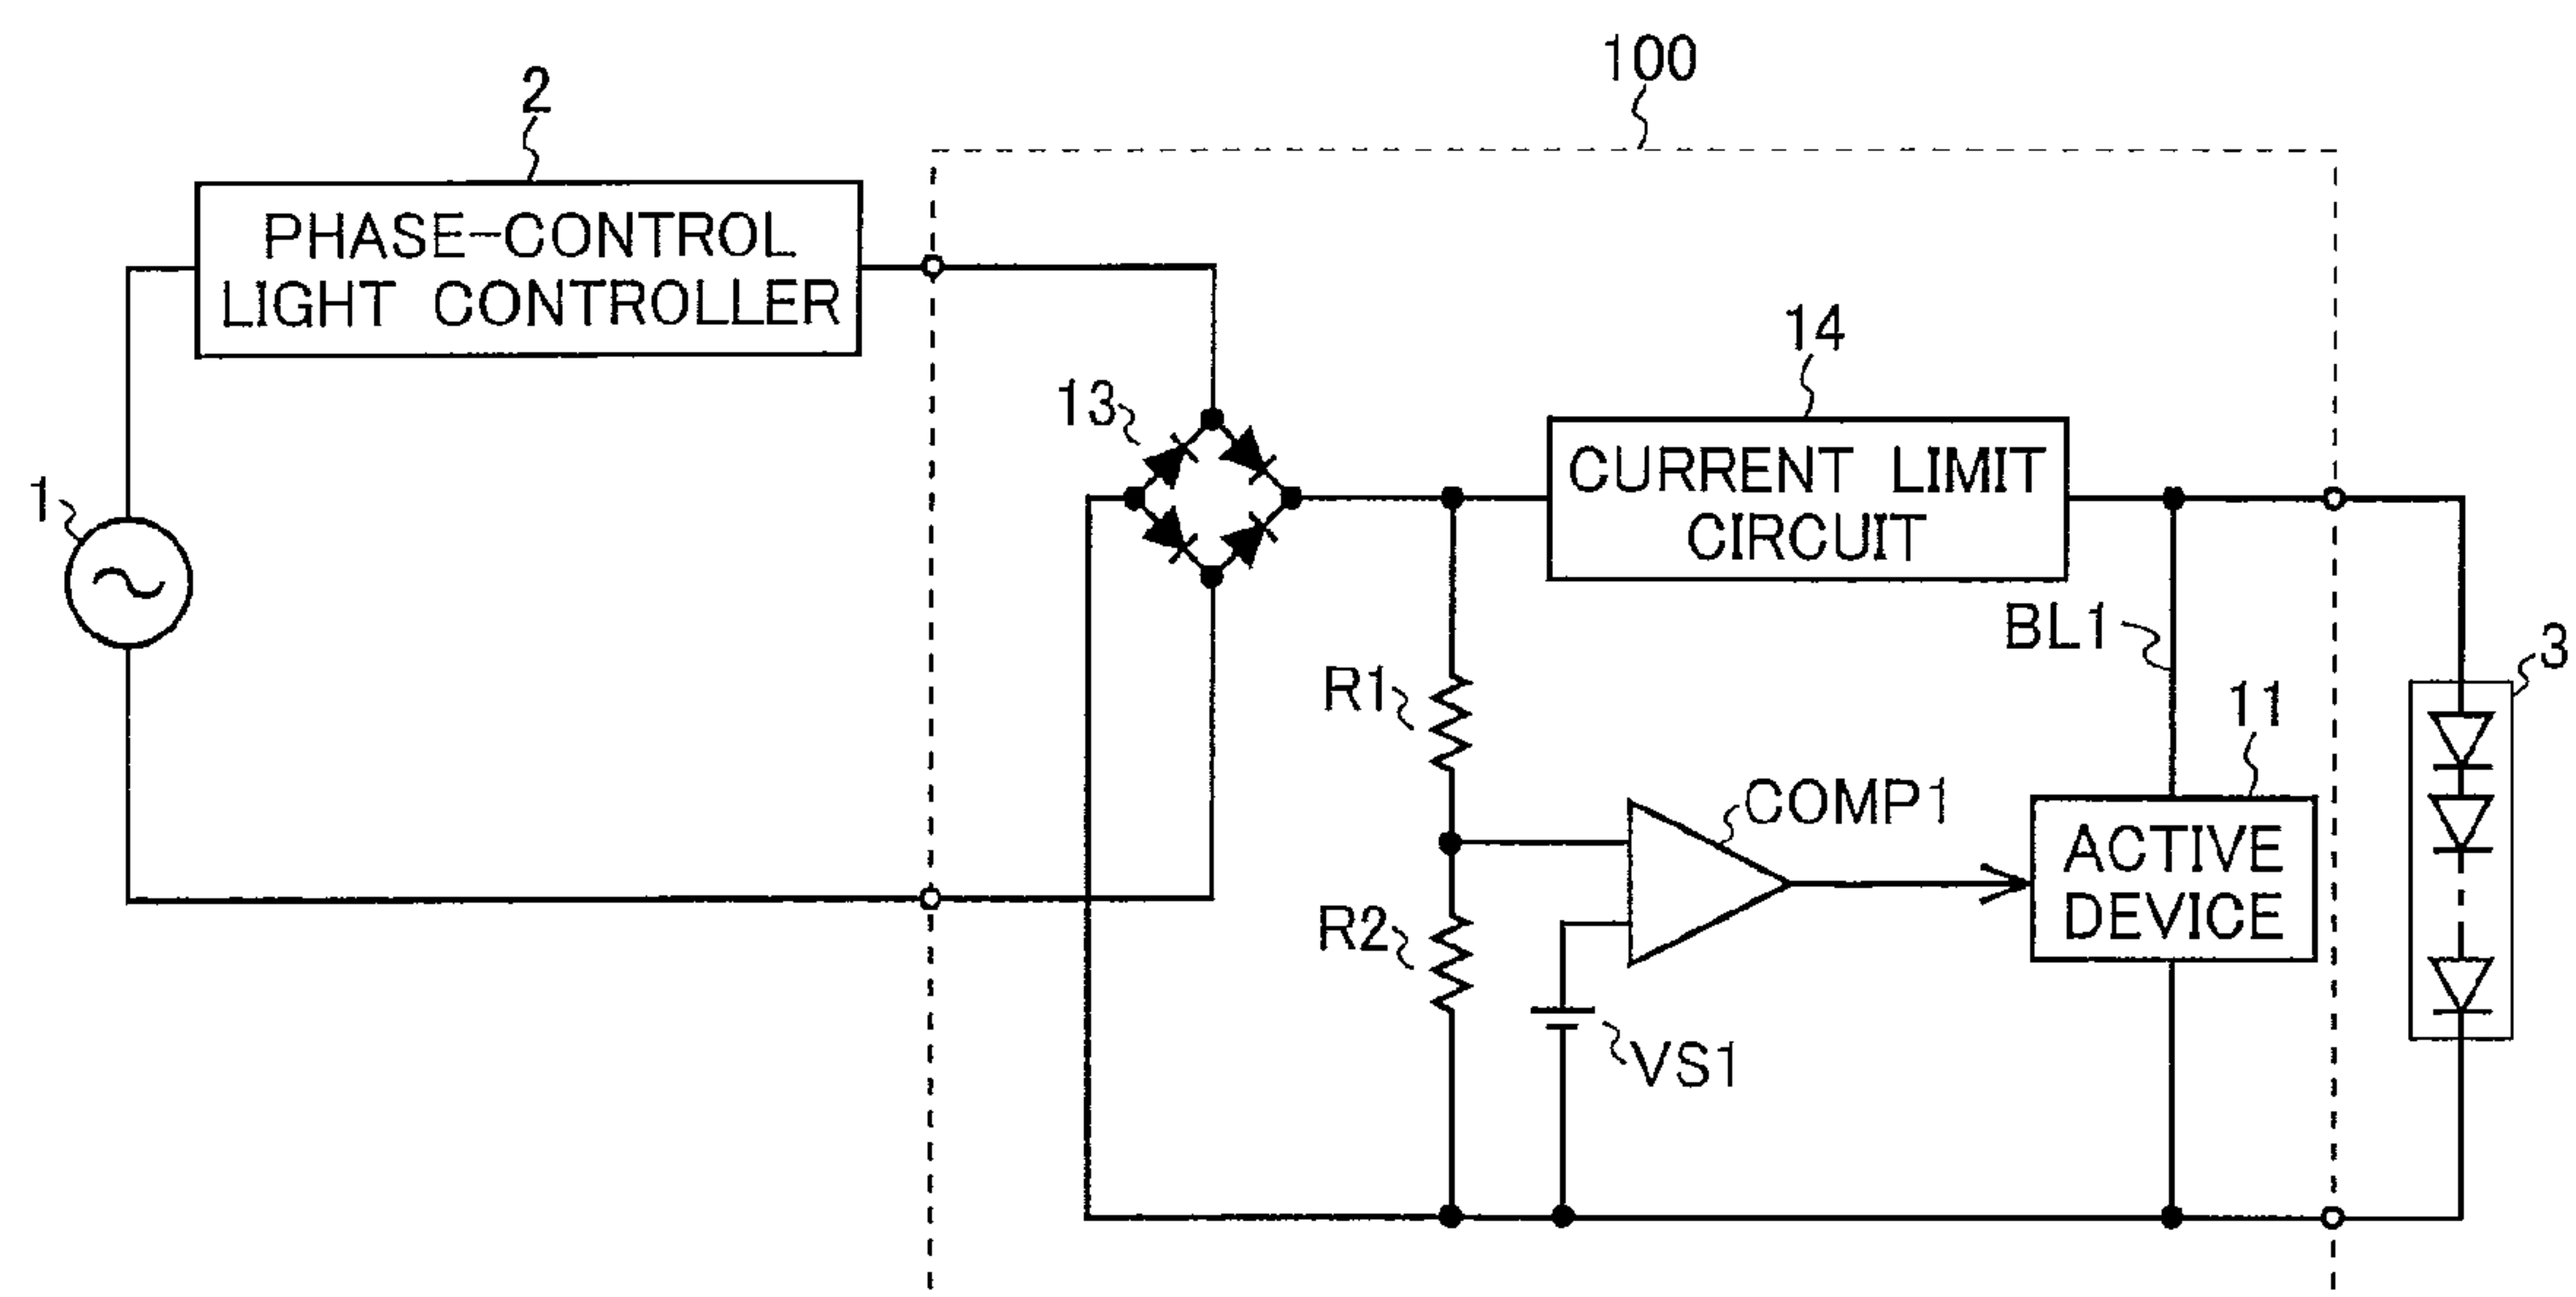 100
2
PHASE-CONTROL
LIGHT CONTROLLER
14
13
CURRENT LIMIT
CIRCUIT
1
BL1
3
R1
11
COMP1
ACTIVE
DEVICE
R2
VS1